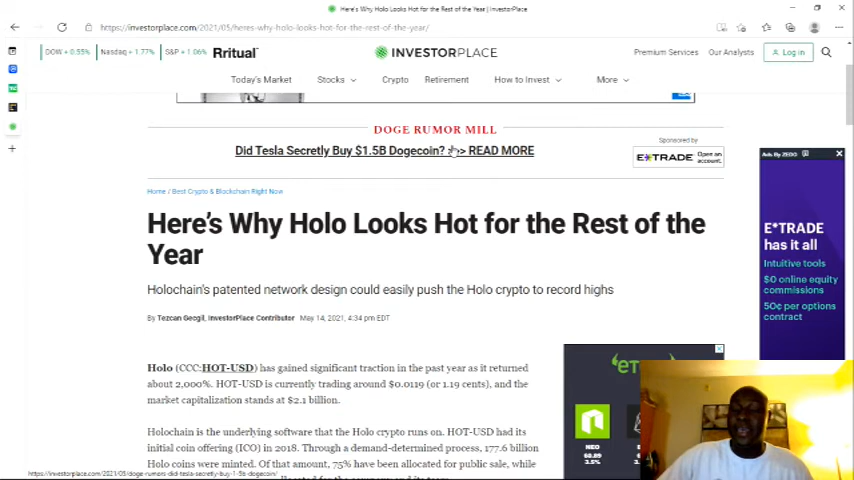 Here's Why Holo Looks Hot for the Rest of the Year | InvestorPlace
https://investorplace.com/2021/05/heres-why-holo-looks-hot-for-the-rest-of-the-year/
DOW + 0.55% Nasdaq + 1.77% S&P + 1.06% Rritual
INVESTORPLACE
Premium Services Our Analysts Log in
Today's Market Stocks Crypto Retirement How to Invest More
DOGE RUMOR MILL
Did Tesla Secretly Buy $1.5B Dogecoin? >> READ MORE
Sponsored by
E*TRADE Open an account.
Ads By ZEDO
Home / Best Crypto & Blockchain Right Now
Here's Why Holo Looks Hot for the Rest of the
Year
Holochain's patented network design could easily push the Holo crypto to record highs
By Tezcan Gecgil, InvestorPlace Contributor May 14, 2021, 4:34 pm EDT
E*TRADE
has it all
Intuitive tools
$0 online equity
commissions
50¢ per options
contract
Holo (CCC:HOT-USD) has gained significant traction in the past year as it returned
about 2,000%. HOT-USD is currently trading around $0.0119 (or 1.19 cents), and the
market capitalization stands at $2.1 billion.
Holochain is the underlying software that the Holo crypto runs on. HOT-USD had its
initial coin offering (ICO) in 2018. Through a demand-determined process, 177.6 billion
Holo coins were minted. Of that amount, 75% have been allocated for public sale, while
NEO
60.89
3.5%
https://investorplace.com/2021/05/doge-rumors-did-tesla-secretly-buy-1-5b-dogecoin/